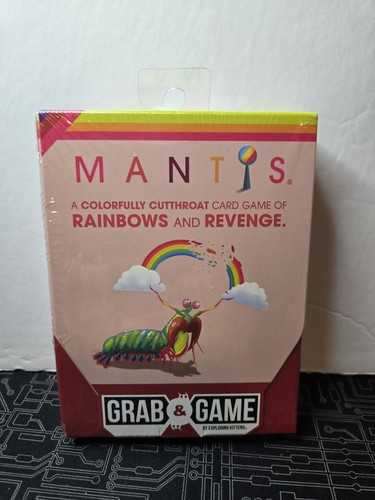 MANTIS®
A COLORFULLY CUTTHROAT CARD GAME OF
RAINBOWS AND REVENGE.
GRAB & GAME
BY EXPLODING KITTENS